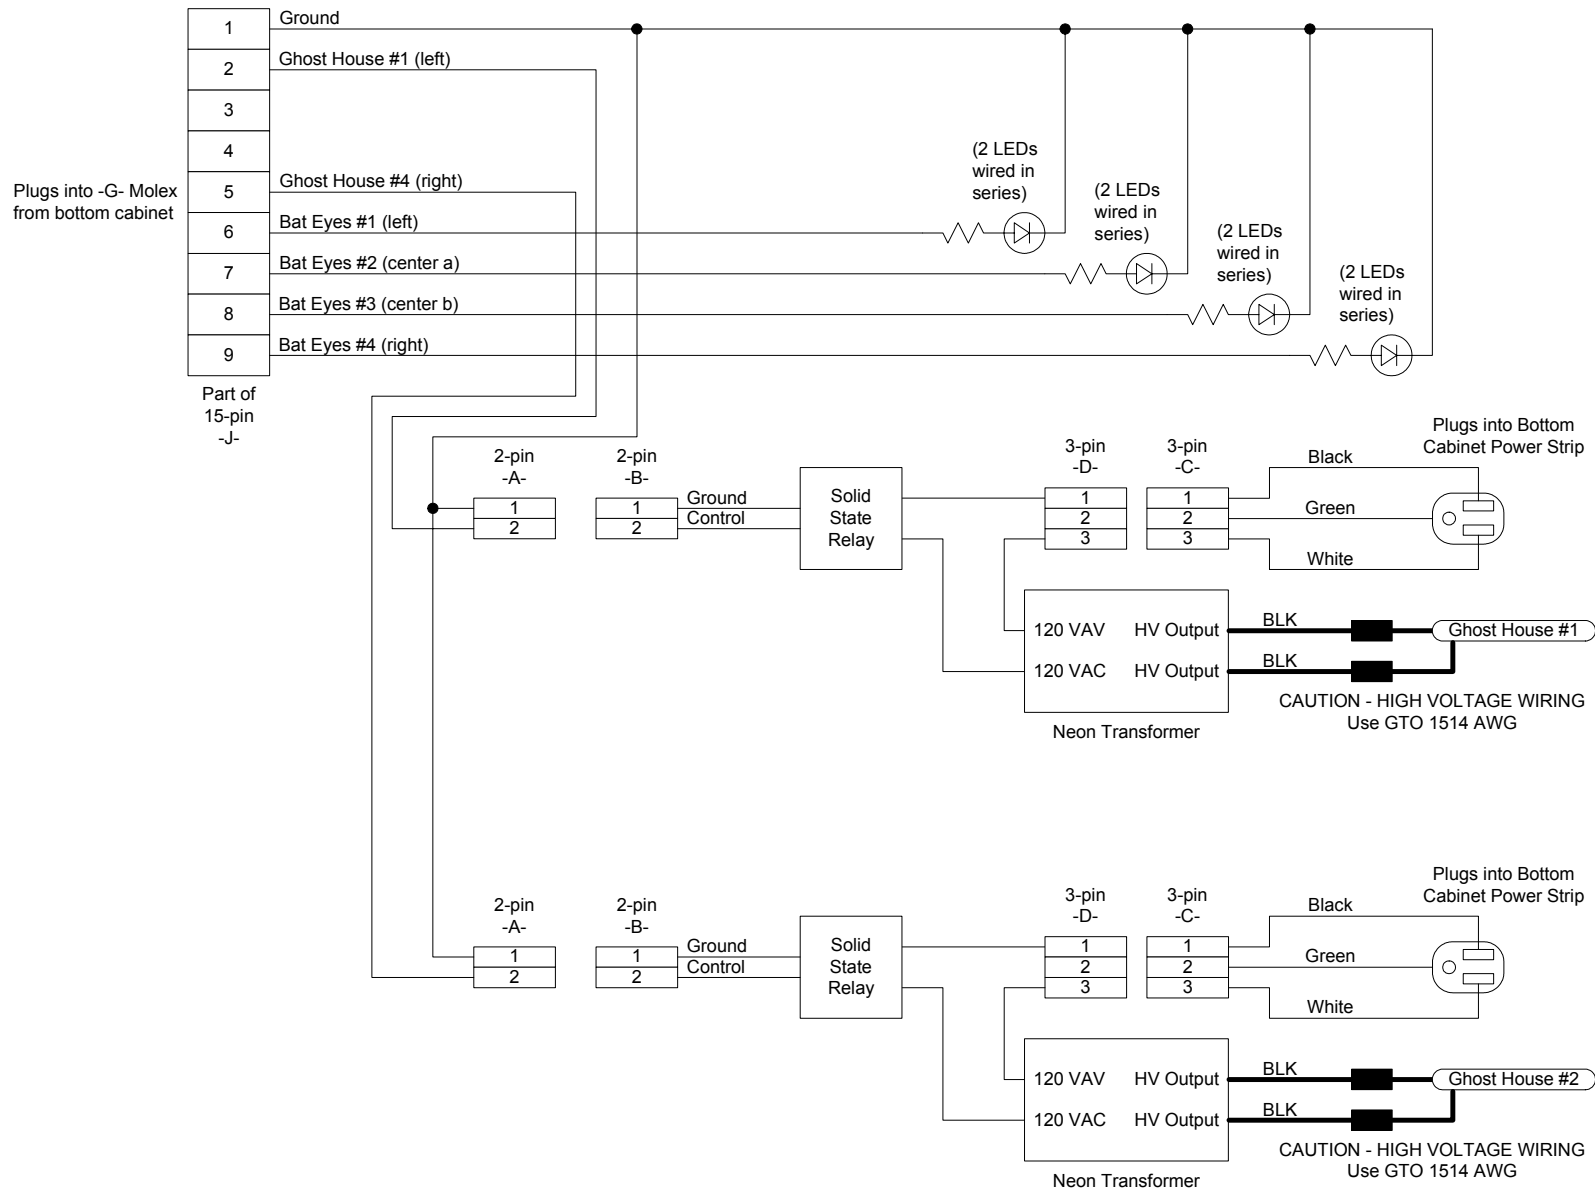 1
Ground
2
Ghost House #1 (left)
3
4
5
Ghost House #4 (right)
6
Bat Eyes #1 (left)
7
Bat Eyes #2 (center a)
8
Bat Eyes #3 (center b)
9
Bat Eyes #4 (right)
Plugs into -G- Molex
from bottom cabinet
Part of
15-pin
-J-
(2 LEDs
wired in
series)
(2 LEDs
wired in
series)
(2 LEDs
wired in
series)
(2 LEDs
wired in
series)
2-pin
-A-
1
2
2-pin
-B-
1
2
Ground
Control
Solid
State
Relay
3-pin
-D-
1
2
3
3-pin
-C-
1
2
3
Black
Green
White
Plugs into Bottom
Cabinet Power Strip
120 VAV
HV Output
120 VAC
HV Output
Neon Transformer
BLK
BLK
Ghost House #1
CAUTION - HIGH VOLTAGE WIRING
Use GTO 1514 AWG
2-pin
-A-
1
2
2-pin
-B-
1
2
Ground
Control
Solid
State
Relay
3-pin
-D-
1
2
3
3-pin
-C-
1
2
3
Black
Green
White
Plugs into Bottom
Cabinet Power Strip
120 VAV
HV Output
120 VAC
HV Output
Neon Transformer
BLK
BLK
Ghost House #2
CAUTION - HIGH VOLTAGE WIRING
Use GTO 1514 AWG